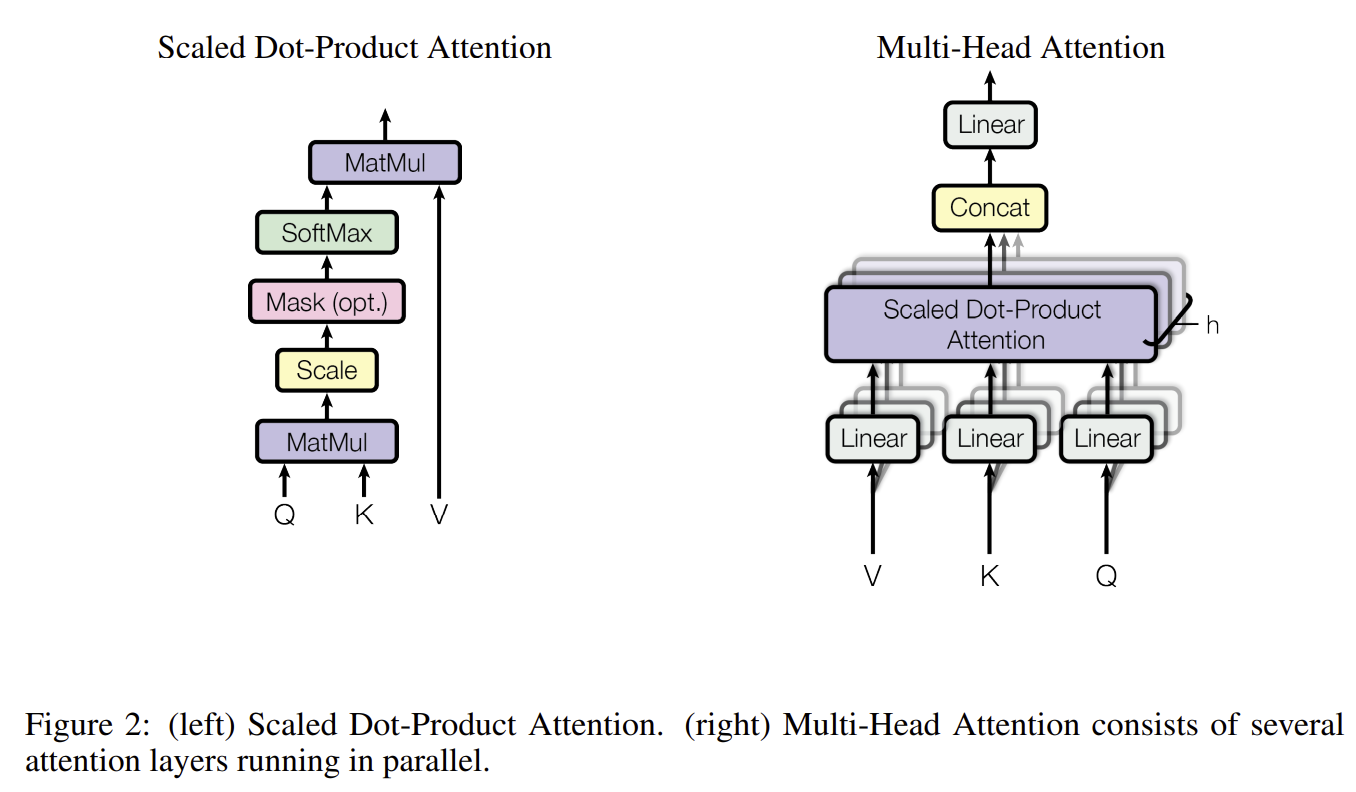 Scaled Dot-Product Attention
MatMul
SoftMax
Mask (opt.)
Scale
MatMul
Q K V
Multi-Head Attention
Linear
Concat
Scaled Dot-Product
Attention
h
Linear Linear Linear
V K Q
Figure 2: (left) Scaled Dot-Product Attention. (right) Multi-Head Attention consists of several
attention layers running in parallel.